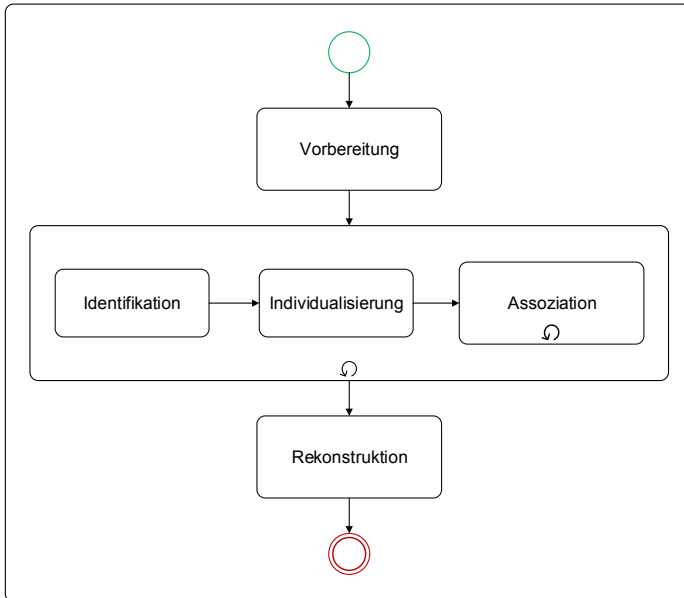 Vorbereitung
Identifikation
Individualisierung
Assoziation
Rekonstruktion